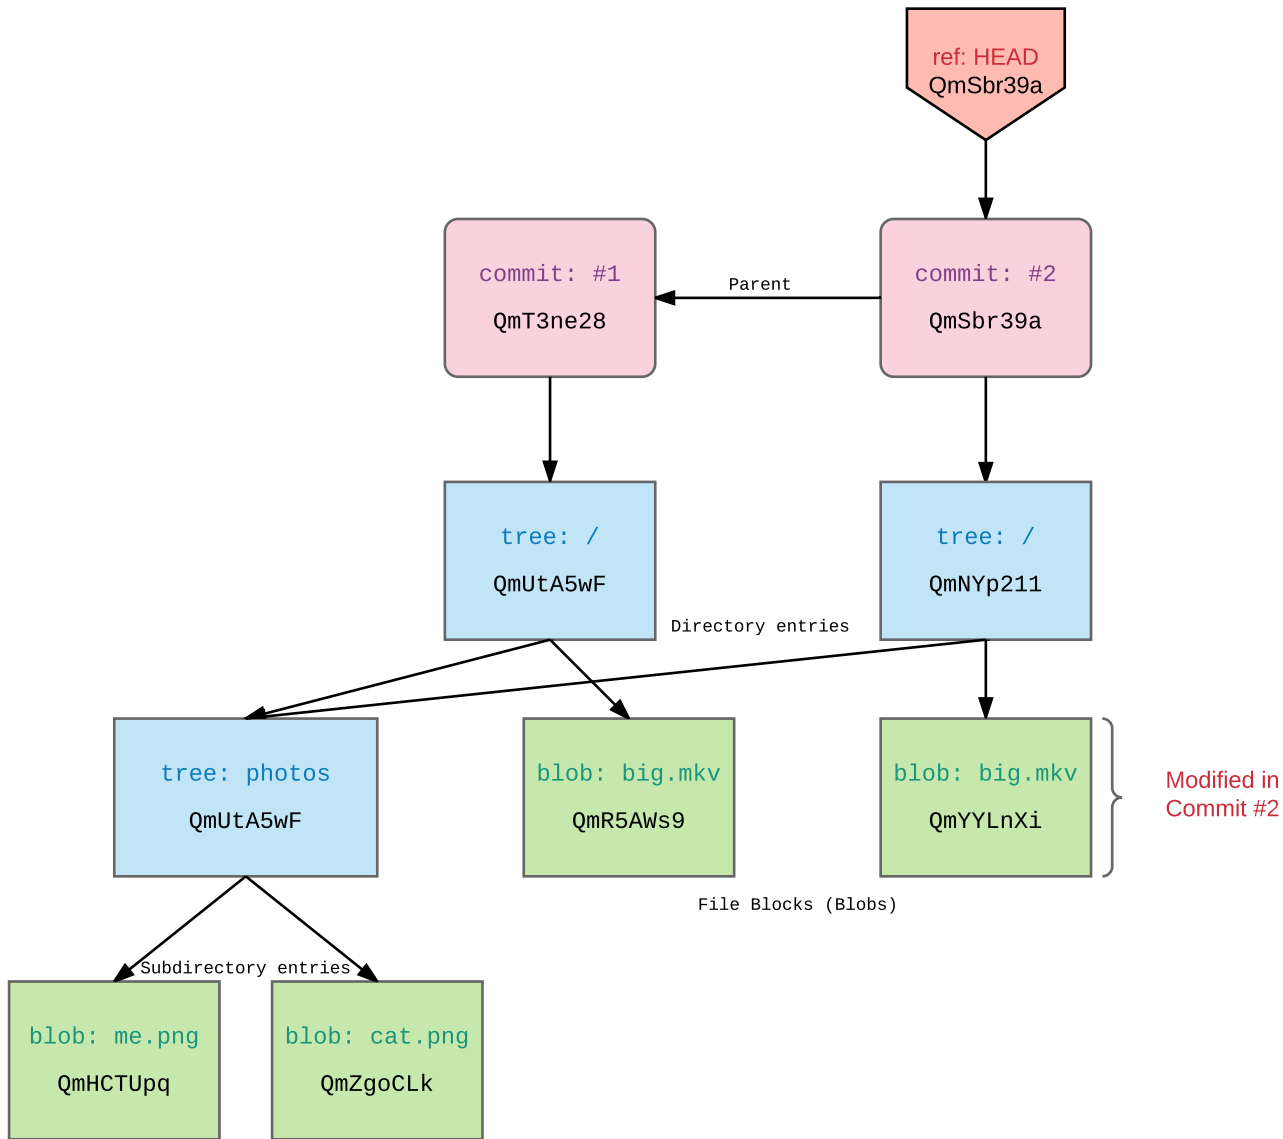 ref: HEAD
QmSbr39a
commit: #1
QmT3ne28
Parent
commit: #2
QmSbr39a
tree: /
QmUtA5wF
tree: /
QmNYp211
Directory entries
tree: photos
QmUtA5wF
blob: big.mkv
QmR5AWs9
blob: big.mkv
QmYYLnXi
Modified in
Commit #2
File Blocks (Blobs)
Subdirectory entries
blob: me.png
QmHCTUpq
blob: cat.png
QmZgoCLk